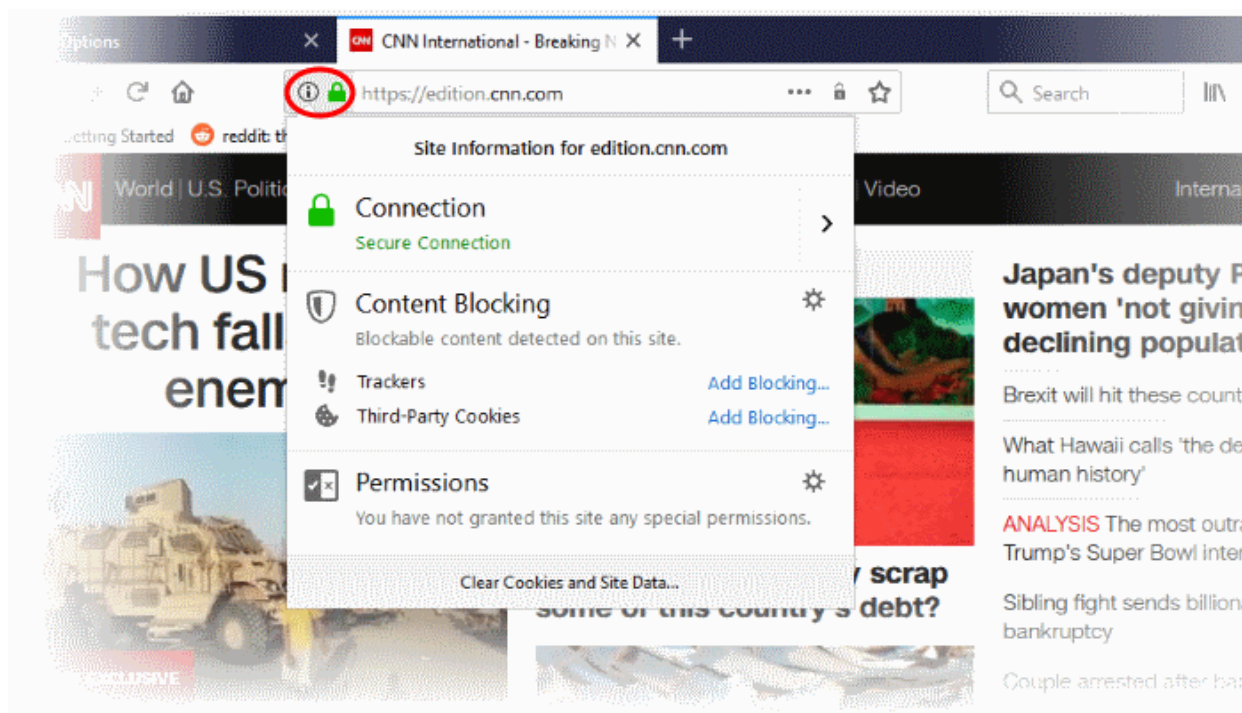 Options
CNN International - Breaking N
https://edition.cnn.com
Search
Getting Started
reddit: th
Site Information for edition.cnn.com
World U.S. Politic
Video
Interna
Connection
Secure Connection
How US
tech fall
enem
Content Blocking
Blockable content detected on this site.
Trackers
Add Blocking...
Third-Party Cookies
Add Blocking...
Permissions
You have not granted this site any special permissions.
Clear Cookies and Site Data...
Japan's deputy P
women 'not givin
declining populat
Brexit will hit these count
What Hawaii calls 'the de
human history'
ANALYSIS The most outra
Trump's Super Bowl inter
scrap
some of this country's debt?
Sibling fight sends billiona
bankruptcy
EXCLUSIVE
Couple arrested after bar